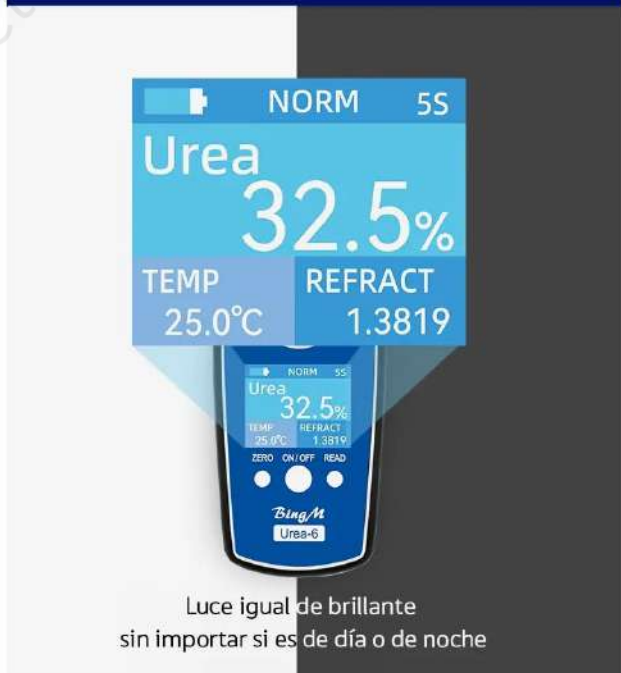 NORM 5S
Urea
32.5%
TEMP REFRACT
25.0°C 1.3819
NORM 5S
Urea
32.5%
TEMP REFRACT
25.0°C 1.3819
ZERO ON/OFF READ
BingM
Urea-6
Luce igual de brillante
sin importar si es de día o de noche